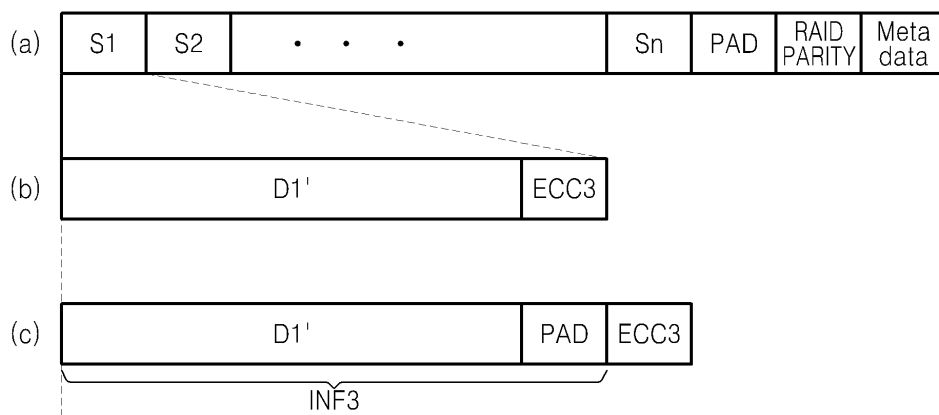 (a) S1 S2 · · · Sn PAD RAID PARITY Meta data
(b) D1' ECC3
(c) D1' PAD ECC3
INF3